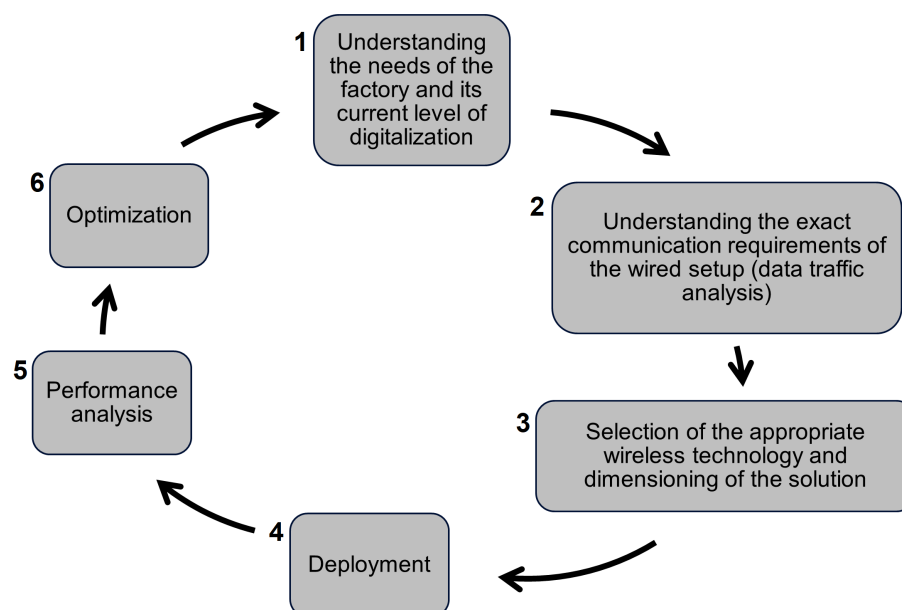 1
Understanding
the needs of the
factory and its
current level of
digitalization
2
Understanding the exact
communication requirements of
the wired setup (data traffic
analysis)
3
Selection of the appropriate
wireless technology and
dimensioning of the solution
4
Deployment
5
Performance
analysis
6
Optimization